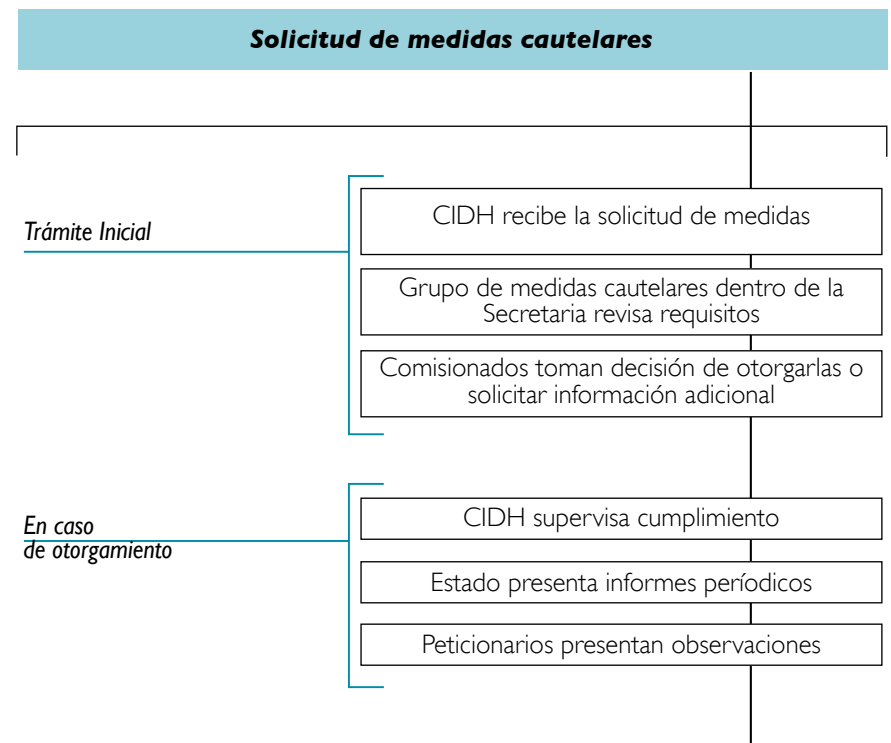 Solicitud de medidas cautelares
Trámite Inicial
CIDH recibe la solicitud de medidas
Grupo de medidas cautelares dentro de la
Secretaria revisa requisitos
Comisionados toman decisión de otorgarlas o
solicitar información adicional
En caso
de otorgamiento
CIDH supervisa cumplimiento
Estado presenta informes períodicos
Peticionarios presentan observaciones